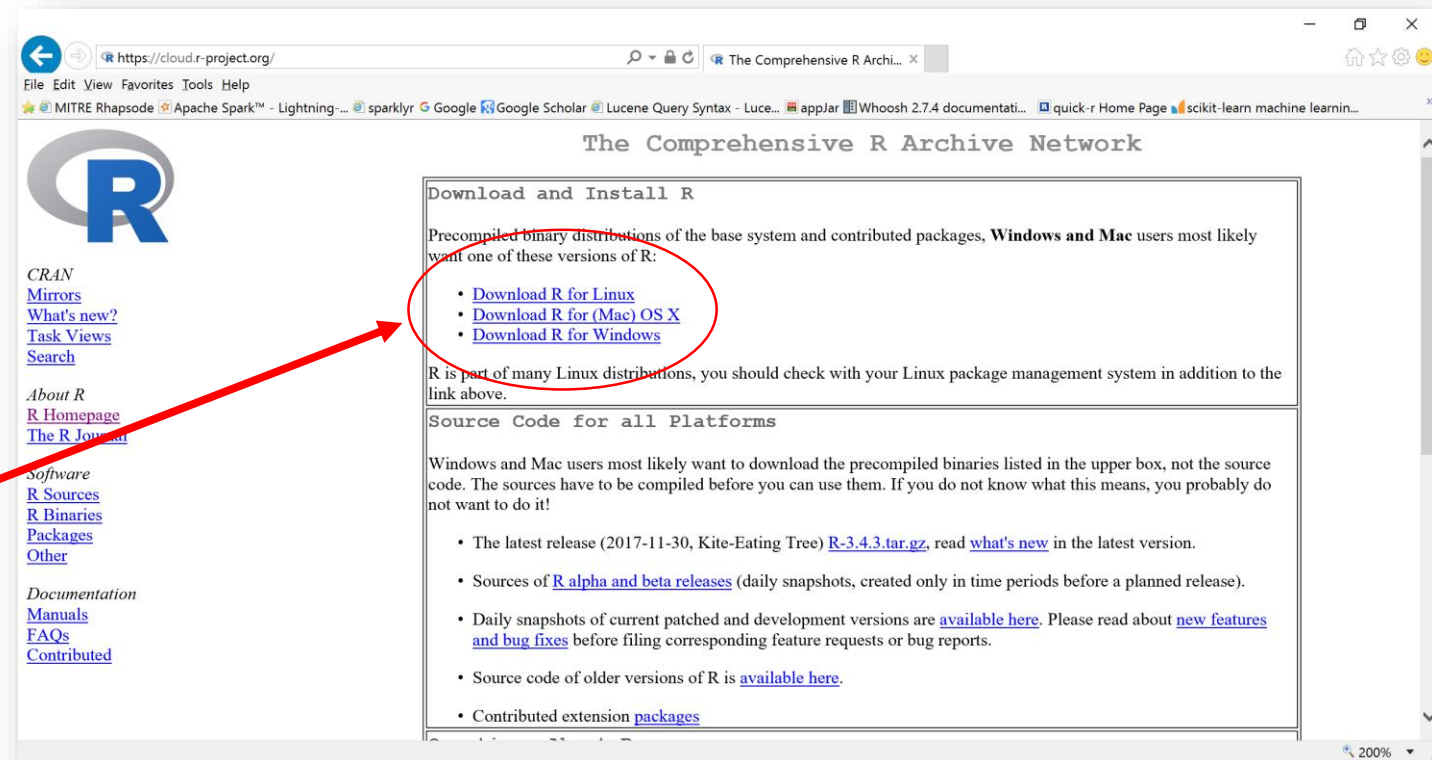 https://cloud.r-project.org/
The Comprehensive R Archi...
File Edit View Favorites Tools Help
MITRE Rhapsode Apache Spark™ - Lightning-... sparklyr Google Google Scholar Lucene Query Syntax - Luce... appJar Whoosh 2.7.4 documentati... quick-r Home Page scikit-learn machine learnin...
The Comprehensive R Archive Network
R
CRAN
Mirrors
What's new?
Task Views
Search
About R
R Homepage
The R Journal
Software
R Sources
R Binaries
Packages
Other
Documentation
Manuals
FAQs
Contributed
Download and Install R
Precompiled binary distributions of the base system and contributed packages, Windows and Mac users most likely
want one of these versions of R:
• Download R for Linux
• Download R for (Mac) OS X
• Download R for Windows
R is part of many Linux distributions, you should check with your Linux package management system in addition to the
link above.
Source Code for all Platforms
Windows and Mac users most likely want to download the precompiled binaries listed in the upper box, not the source
code. The sources have to be compiled before you can use them. If you do not know what this means, you probably do
not want to do it!
• The latest release (2017-11-30, Kite-Eating Tree) R-3.4.3.tar.gz, read what's new in the latest version.
• Sources of R alpha and beta releases (daily snapshots, created only in time periods before a planned release).
• Daily snapshots of current patched and development versions are available here. Please read about new features
and bug fixes before filing corresponding feature requests or bug reports.
• Source code of older versions of R is available here.
• Contributed extension packages
200%